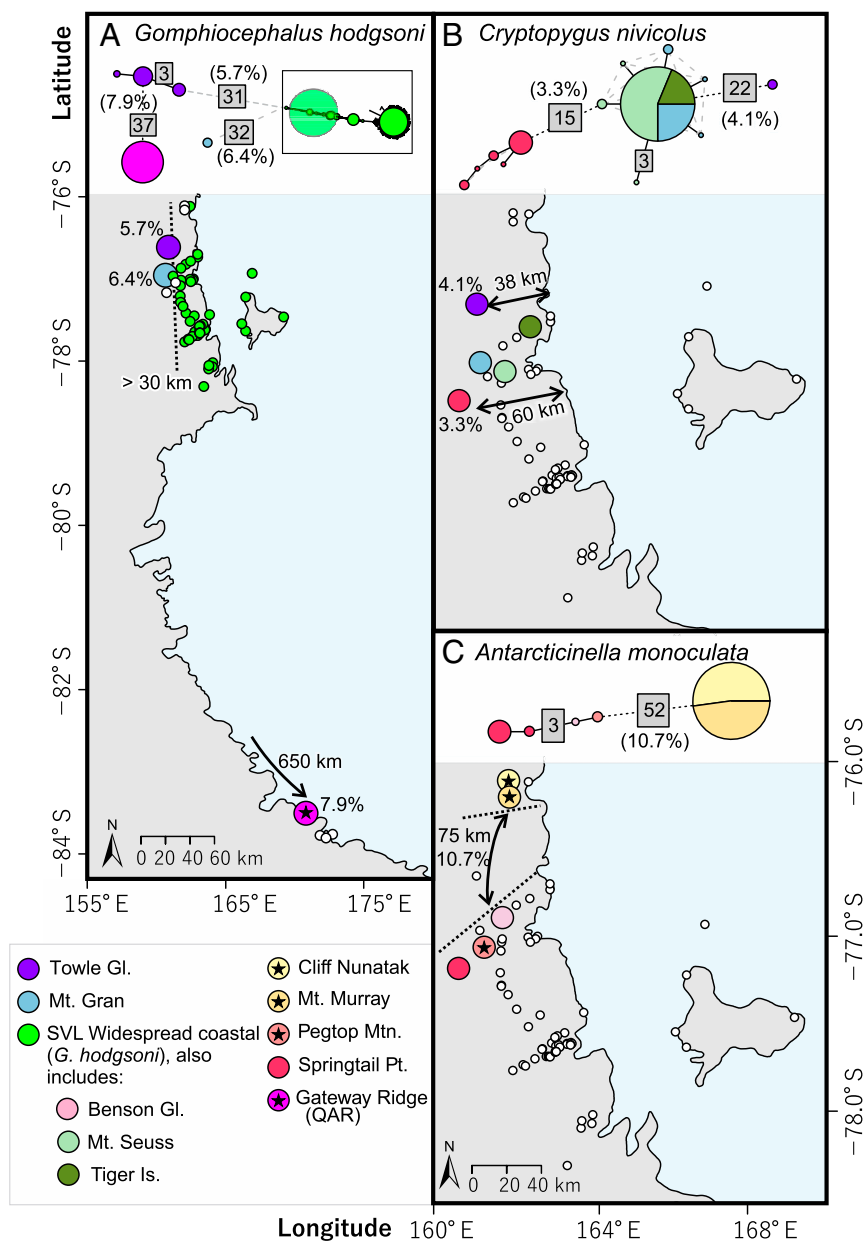 A Gomphiocephalus hodgsoni
Latitude
3
(5.7%)
(7.9%)
31
37
32
(6.4%)
−76°S
5.7%
6.4%
−78°S
> 30 km
−80°S
−82°S
650 km
7.9%
N
0 20 40 60 km
−84°S
155°E 165°E 175°E
B Cryptopygus nivicolus
(3.3%)
22
15
(4.1%)
3
4.1%
38 km
60 km
3.3%
C Antarcticinella monoculata
3
52
(10.7%)
−76.0°S
75 km
10.7%
−77.0°S
−78.0°S
N
0 20 40 km
160°E 164°E 168°E
Longitude
Towle Gl.
Mt. Gran
SVL Widespread coastal
(G. hodgsoni), also
includes:
Benson Gl.
Mt. Seuss
Tiger Is.
Cliff Nunatak
Mt. Murray
Pegtop Mtn.
Springtail Pt.
Gateway Ridge
(QAR)